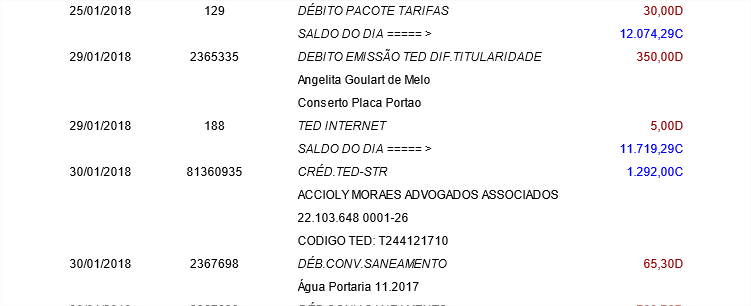 25/01/2018 129 DÉBITO PACOTE TARIFAS 30,00D
SALDO DO DIA ===== > 12.074,29C
29/01/2018 2365335 DEBITO EMISSÃO TED DIF.TITULARIDADE 350,00D
Angelita Goulart de Melo
Conserto Placa Portao
29/01/2018 188 TED INTERNET 5,00D
SALDO DO DIA ===== > 11.719,29C
30/01/2018 81360935 CRÉD.TED-STR 1.292,00C
ACCIOLY MORAES ADVOGADOS ASSOCIADOS
22.103.648 0001-26
CODIGO TED: T244121710
30/01/2018 2367698 DÉB.CONV.SANEAMENTO 65,30D
Água Portaria 11.2017